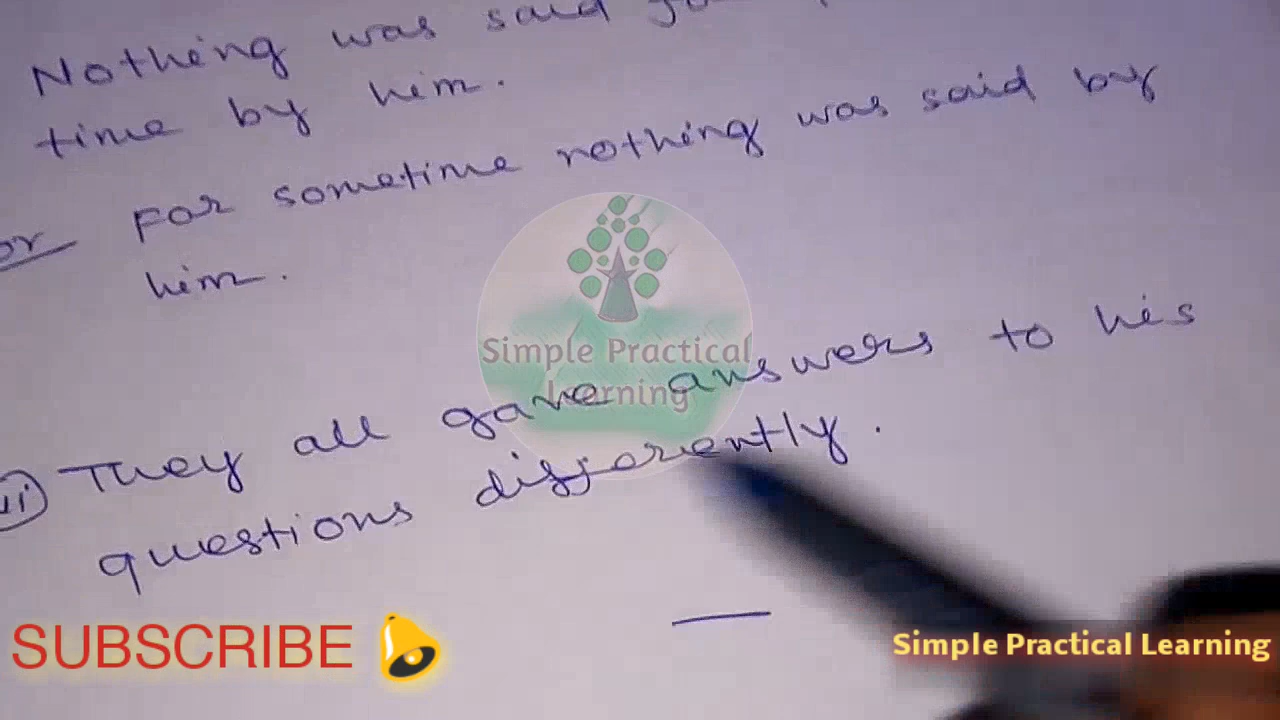 Nothing was said
time by him.
or For sometime nothing was said by
him.
Simple Practical
Learning
They all gave answers to his
questions differently.
SUBSCRIBE
Simple Practical Learning